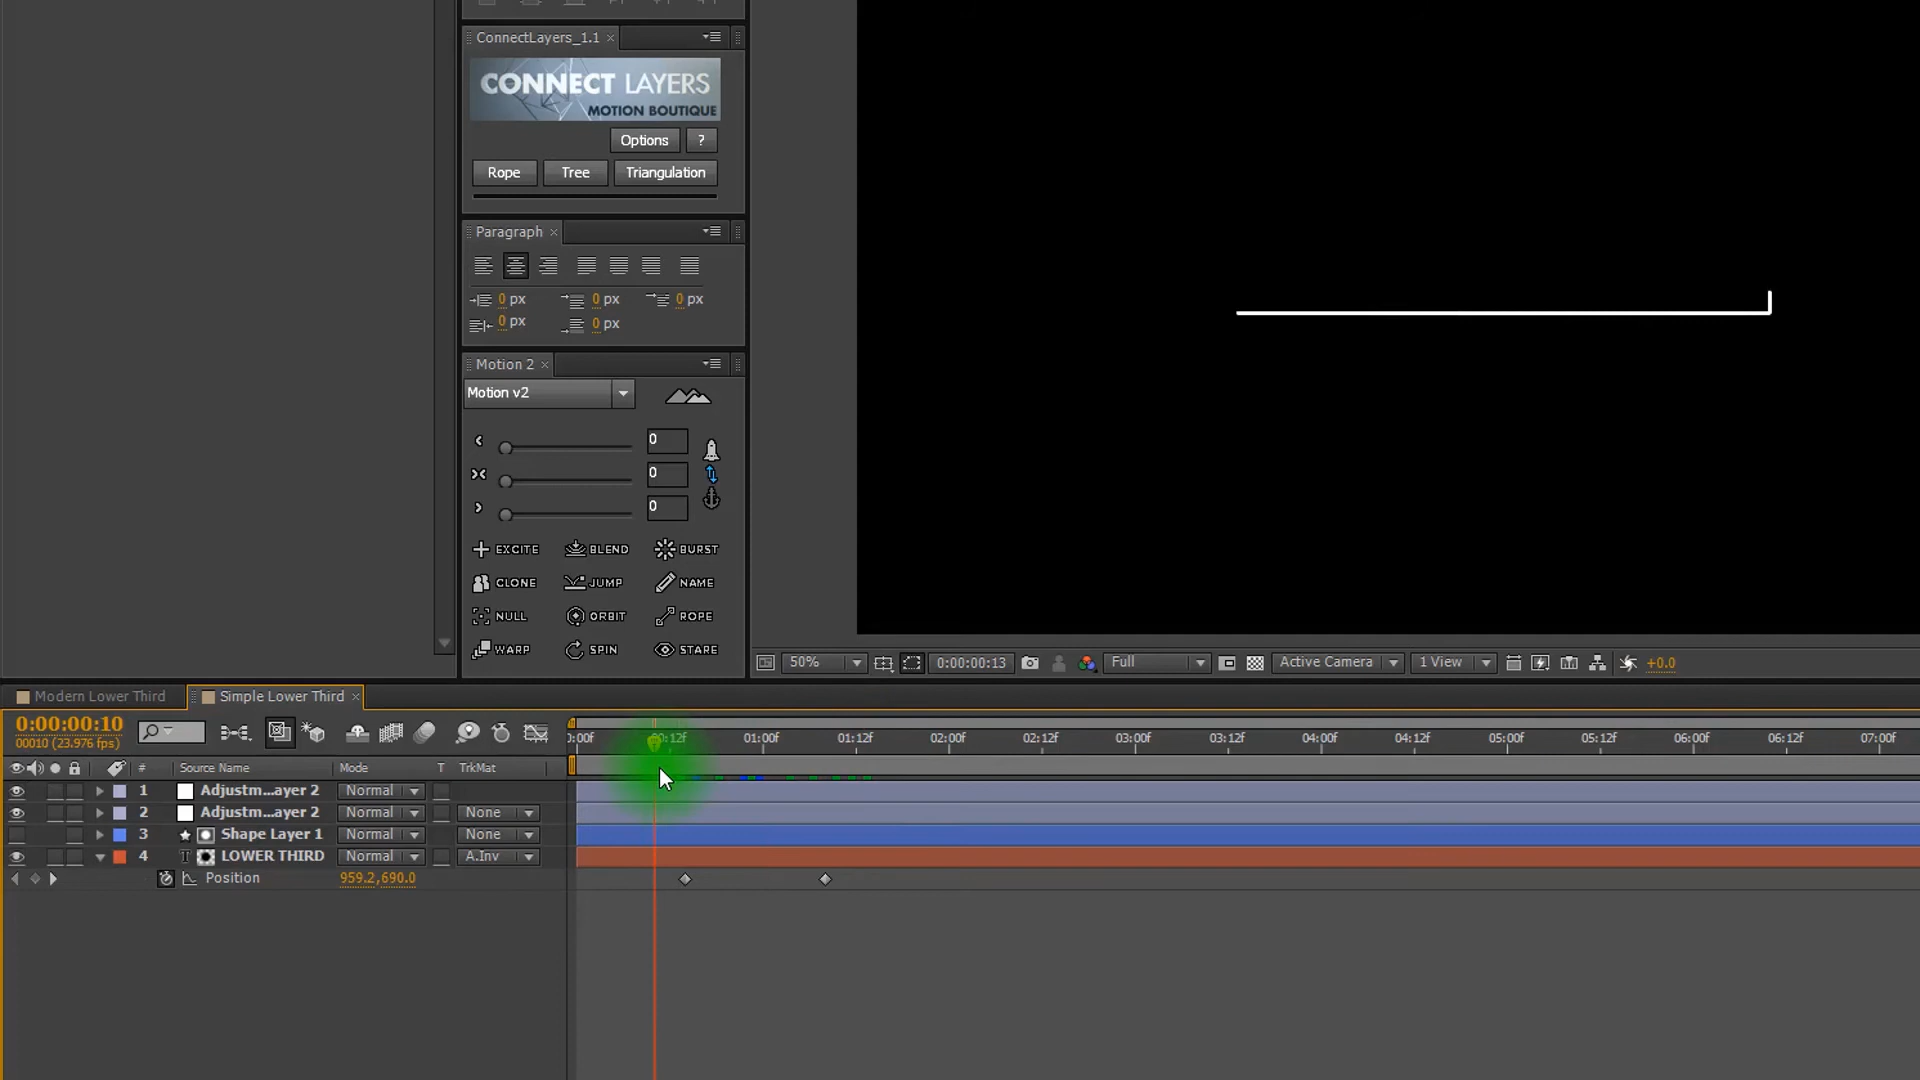 ConnectLayers_1.1
CONNECT LAYERS
MOTION BOUTIQUE
Options ?
Rope Tree Triangulation
Paragraph
0 px 0 px 0 px
0 px 0 px
Motion 2
Motion v2
0
0
0
EXCITE BLEND BURST
CLONE JUMP NAME
NULL ORBIT ROPE
WARP SPIN STARE
50% 0:00:00:13 Full Active Camera 1 View +0.0
Modern Lower Third Simple Lower Third
0:00:00:10
00010 (23.976 fps)
0:00f 00:12f 01:00f 01:12f 02:00f 02:12f 03:00f 03:12f 04:00f 04:12f 05:00f 05:12f 06:00f 06:12f 07:00f
# Source Name Mode T TrkMat
1 Adjustm...ayer 2 Normal
2 Adjustm...ayer 2 Normal None
3 Shape Layer 1 Normal None
4 T LOWER THIRD Normal A.Inv
Position 959.2,690.0